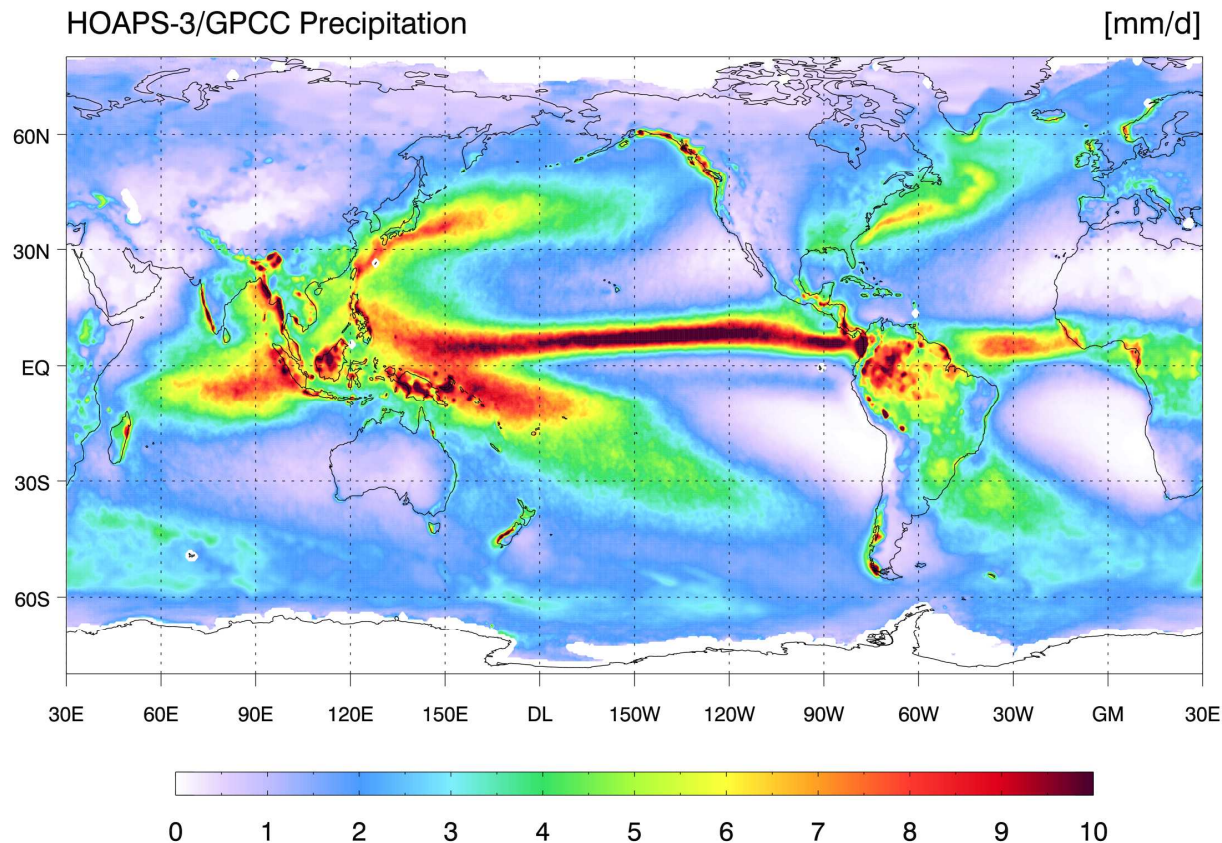 HOAPS-3/GPCC Precipitation [mm/d]
60N
30N
EQ
30S
60S
30E 60E 90E 120E 150E DL 150W 120W 90W 60W 30W GM 30E
0 1 2 3 4 5 6 7 8 9 10